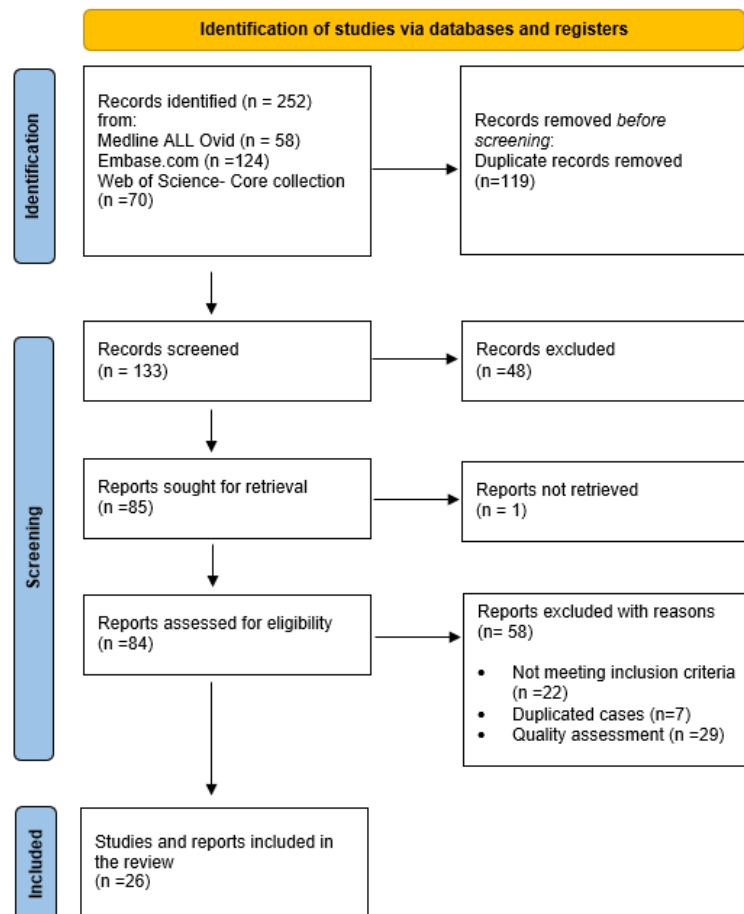 Identification of studies via databases and registers
Identification
Records identified (n = 252)
from:
Medline ALL Ovid (n = 58)
Embase.com (n =124)
Web of Science- Core collection
(n =70)
Records removed before
screening:
Duplicate records removed
(n=119)
Screening
Records screened
(n = 133)
Records excluded
(n =48)
Reports sought for retrieval
(n =85)
Reports not retrieved
(n = 1)
Reports assessed for eligibility
(n =84)
Reports excluded with reasons
(n= 58)
• Not meeting inclusion criteria
(n =22)
• Duplicated cases (n=7)
• Quality assessment (n =29)
Included
Studies and reports included in
the review
(n =26)